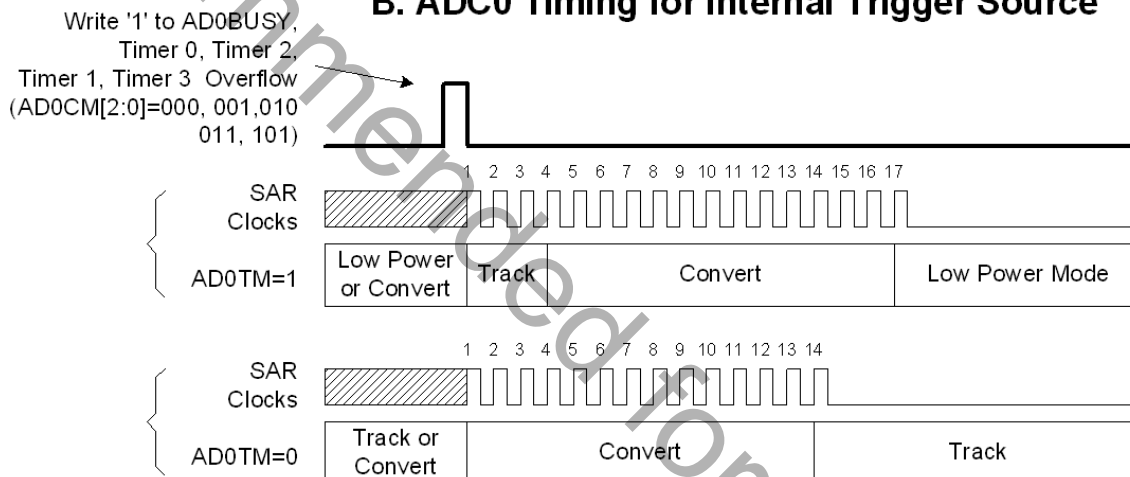 B. ADC0 Timing for Internal Trigger Source
Write '1' to AD0BUSY,
Timer 0, Timer 2,
Timer 1, Timer 3 Overflow
(AD0CM[2:0]=000, 001,010
011, 101)
1 2 3 4 5 6 7 8 9 10 11 12 13 14 15 16 17
SAR
Clocks
AD0TM=1
Low Power
or Convert
Track
Convert
Low Power Mode
1 2 3 4 5 6 7 8 9 10 11 12 13 14
SAR
Clocks
AD0TM=0
Track or
Convert
Convert
Track
mmended for